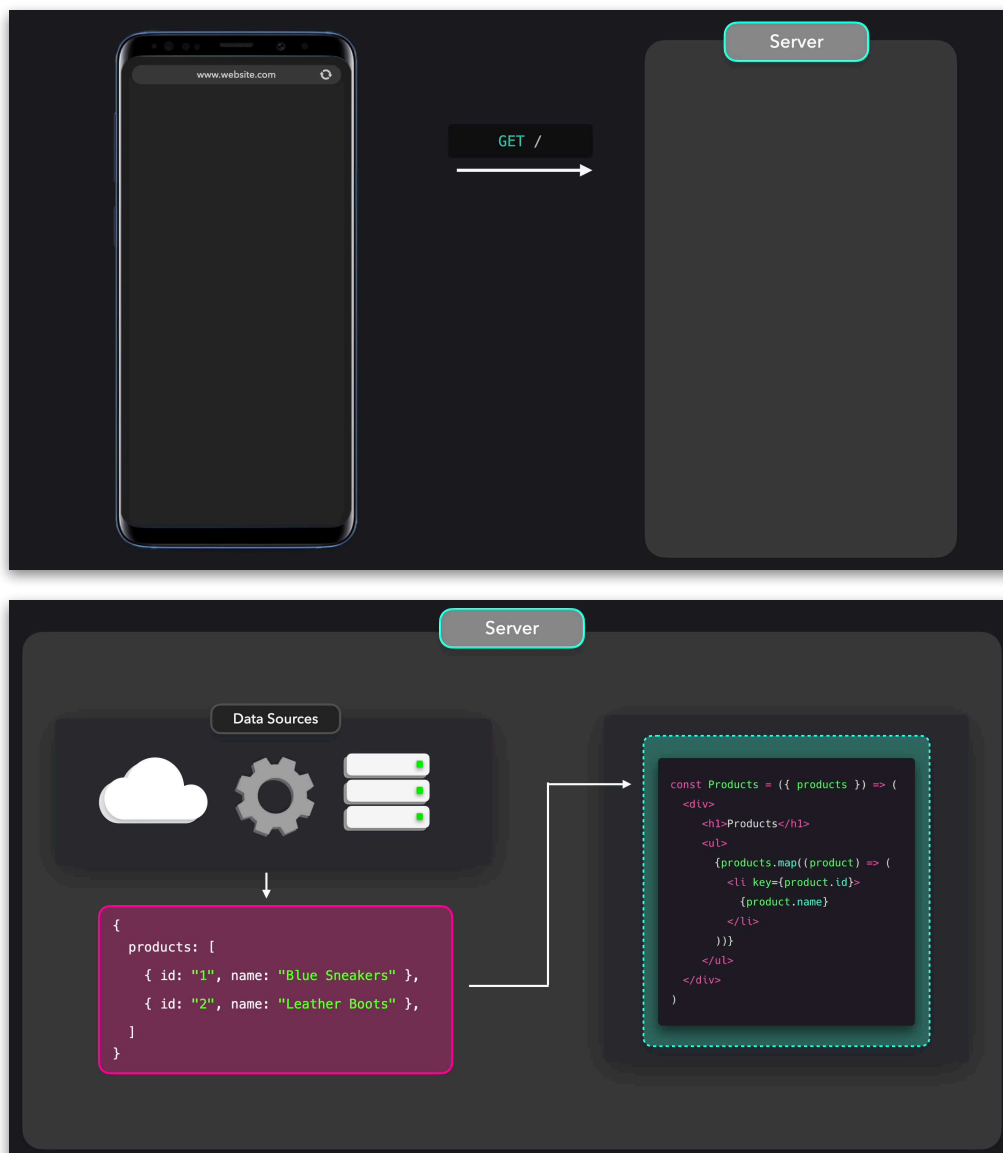 www.website.com
GET /
Server
Server
Data Sources
{
  products: [
    { id: "1", name: "Blue Sneakers" },
    { id: "2", name: "Leather Boots" },
  ]
}
const Products = ({ products }) => (
  <div>
    <h1>Products</h1>
    <ul>
      {products.map((product) => (
        <li key={product.id}>
          {product.name}
        </li>
      ))}
    </ul>
  </div>
)